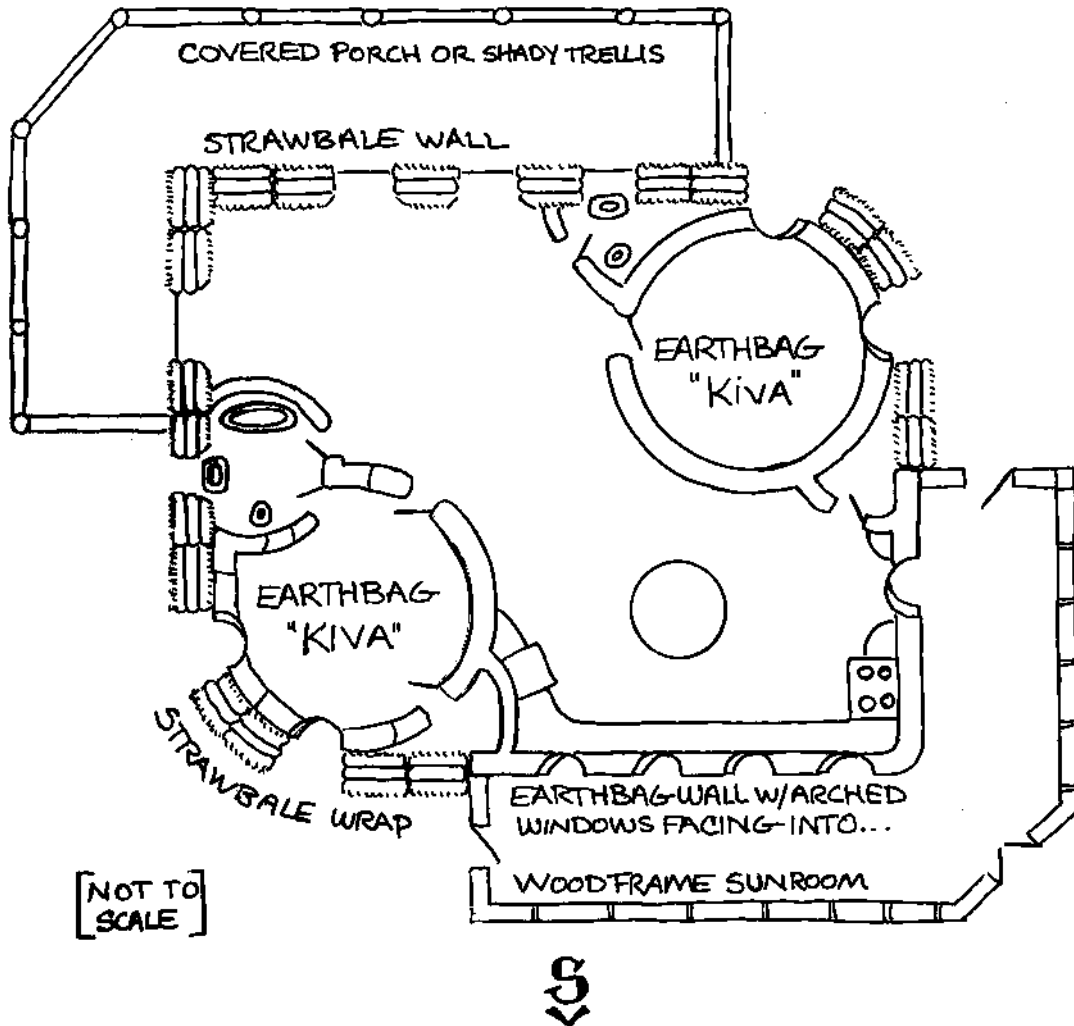 COVERED PORCH OR SHADY TRELLIS
STRAWBALE WALL
EARTHBAG
"KiVA"
EARTHBAG
"KIVA"
STRAWBALE WRAP
EARTHBAG WALL W/ARCHED
WINDOWS FACING INTO...
WOODFRAME SUNROOM
[NOT TO
SCALE]
S